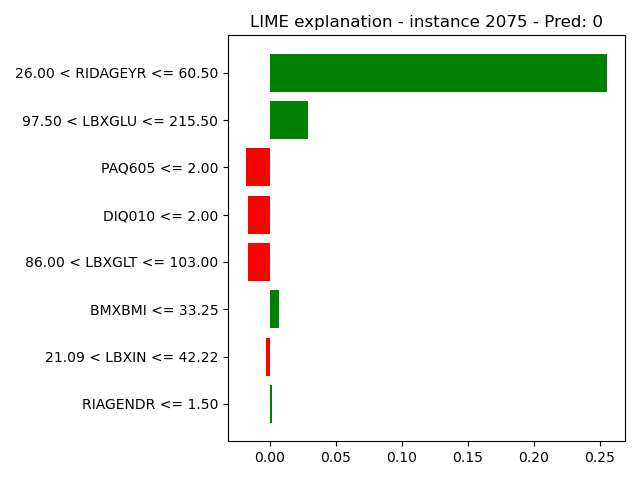 LIME explanation - instance 2075 - Pred: 0
26.00 < RIDAGEYR <= 60.50
97.50 < LBXGLU <= 215.50
PAQ605 <= 2.00
DIQ010 <= 2.00
86.00 < LBXGLT <= 103.00
BMXBMI <= 33.25
21.09 < LBXIN <= 42.22
RIAGENDR <= 1.50
0.00 0.05 0.10 0.15 0.20 0.25